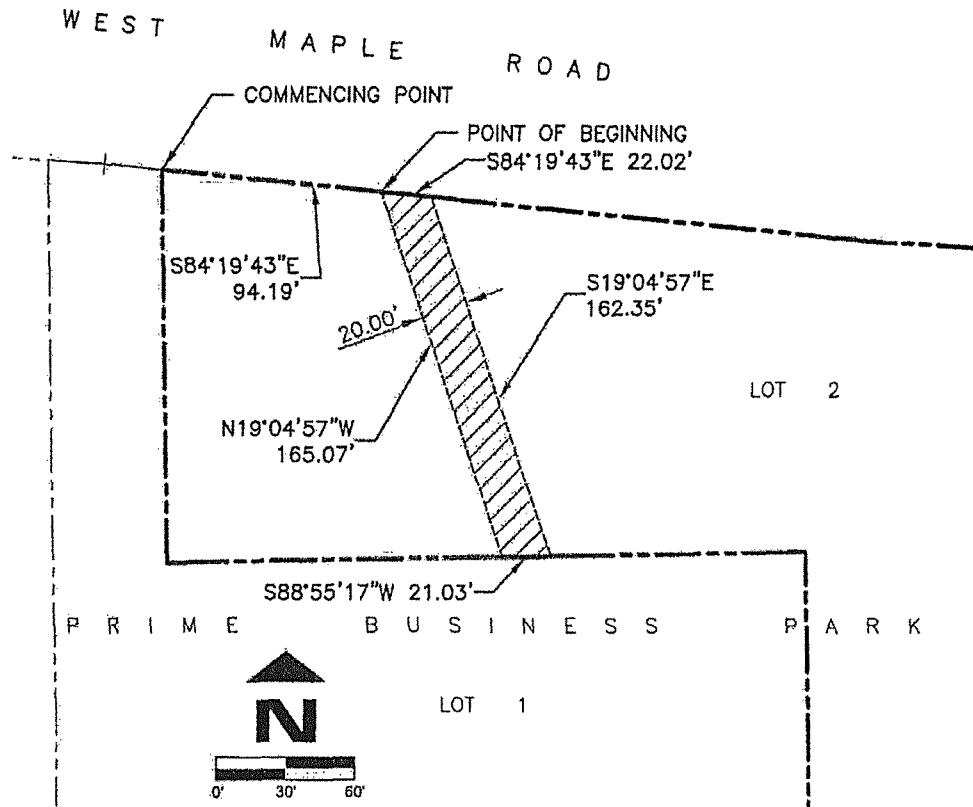 WEST MAPLE ROAD
COMMENCING POINT
POINT OF BEGINNING
S84°19'43"E 22.02'
S84°19'43"E
94.19'
S19°04'57"E
162.35'
20.00'
LOT 2
N19°04'57"W
165.07'
S88°55'17"W 21.03'
PRIME BUSINESS PARK
LOT 1
N
0' 30' 60'